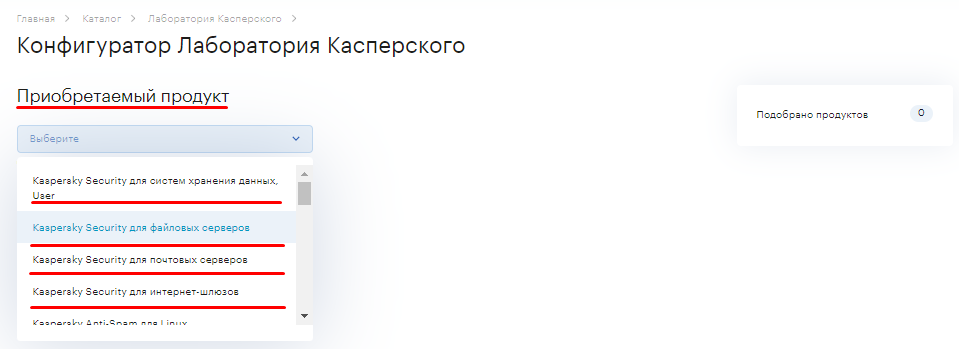 Главная > Каталог > Лаборатория Касперского >
Конфигуратор Лаборатория Касперского
Приобретаемый продукт
Подобрано продуктов 0
Выберите
Kaspersky Security для систем хранения данных,
User
Kaspersky Security для файловых серверов
Kaspersky Security для почтовых серверов
Kaspersky Security для интернет-шлюзов
Kaspersky Anti-Spam для Linux